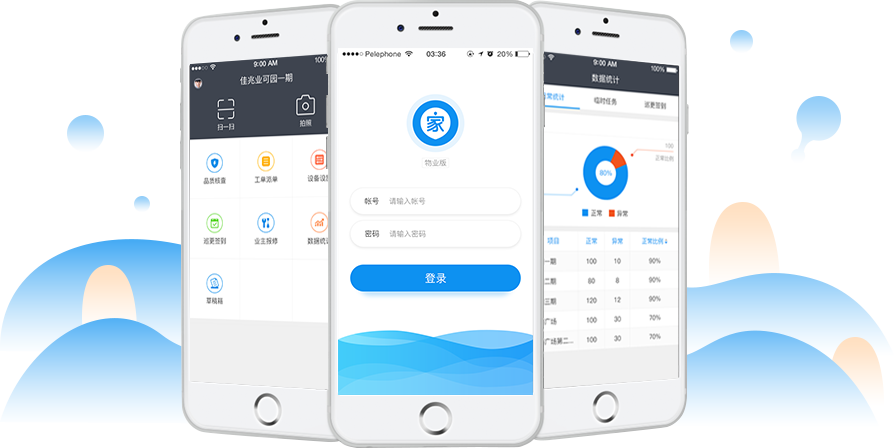 9:00 AM
100%
佳兆业可园一期
扫一扫
拍照
品质核查
工单派单
巡更签到
业主报修
数据统计
草稿箱
Pelephone
03:36
20%
家
物业版
帐号 请输入帐号
密码 请输入密码
登录
9:00 AM
100%
数据统计
常统计 临时任务 巡更签到
80%
100
正常比例
正常 异常
项目 正常 异常 正常比例↓
一期 100 10 90%
二期 80 8 90%
三期 120 12 90%
广场 100 30 70%
广场第二... 100 30 70%